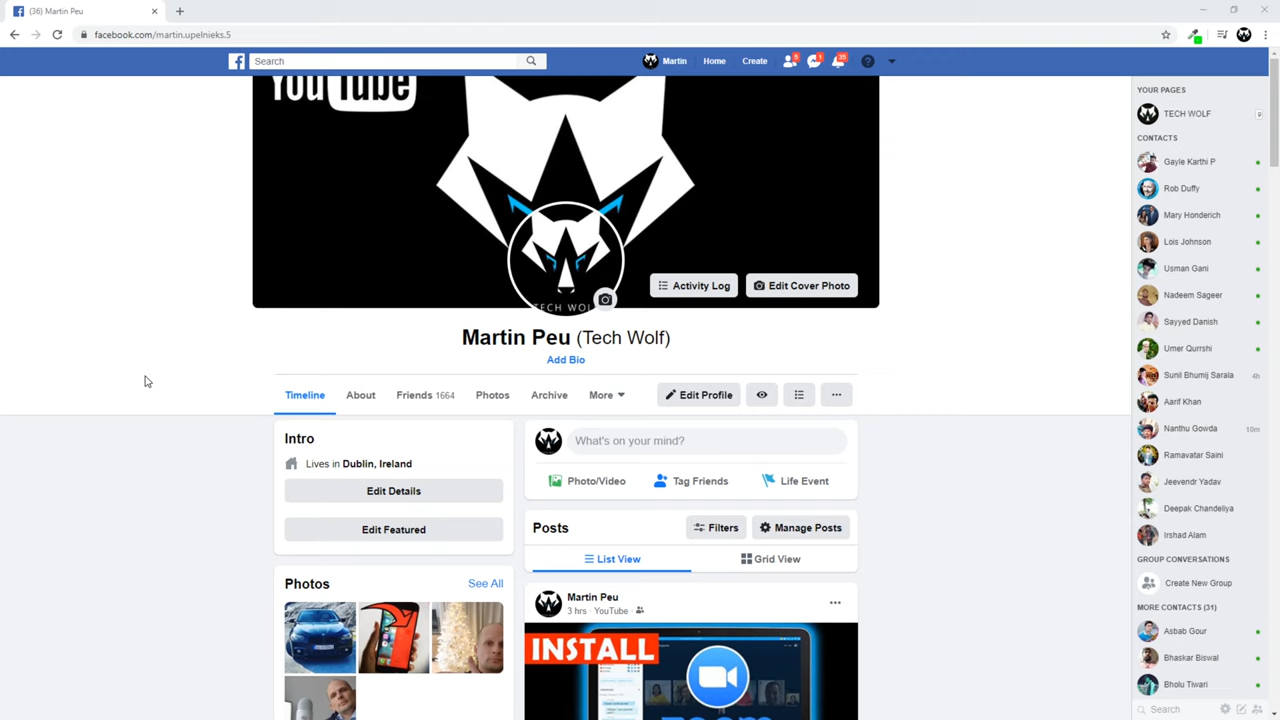 (36) Martin Peu
facebook.com/martin.upelnieks.5
Search
Martin
Home
Create
YouTube
TECH WOL
Activity Log
Edit Cover Photo
Martin Peu (Tech Wolf)
Add Bio
Timeline
About
Friends 1664
Photos
Archive
More
Edit Profile
Intro
Lives in Dublin, Ireland
Edit Details
Edit Featured
Photos
See All
What's on your mind?
Photo/Video
Tag Friends
Life Event
Posts
Filters
Manage Posts
List View
Grid View
Martin Peu
3 hrs · YouTube ·
INSTALL
zoom
YOUR PAGES
TECH WOLF
CONTACTS
Gayle Karthi P
Rob Duffy
Mary Honderich
Lois Johnson
Usman Gani
Nadeem Sageer
Sayyed Danish
Umer Qurrshi
Sunil Bhumij Sarala 4h
Aarif Khan
Nanthu Gowda 10m
Ramavatar Saini
Jeevendr Yadav
Deepak Chandeliya
Irshad Alam
GROUP CONVERSATIONS
Create New Group
MORE CONTACTS (31)
Asbab Gour
Bhaskar Biswal
Bholu Tiwari
Search